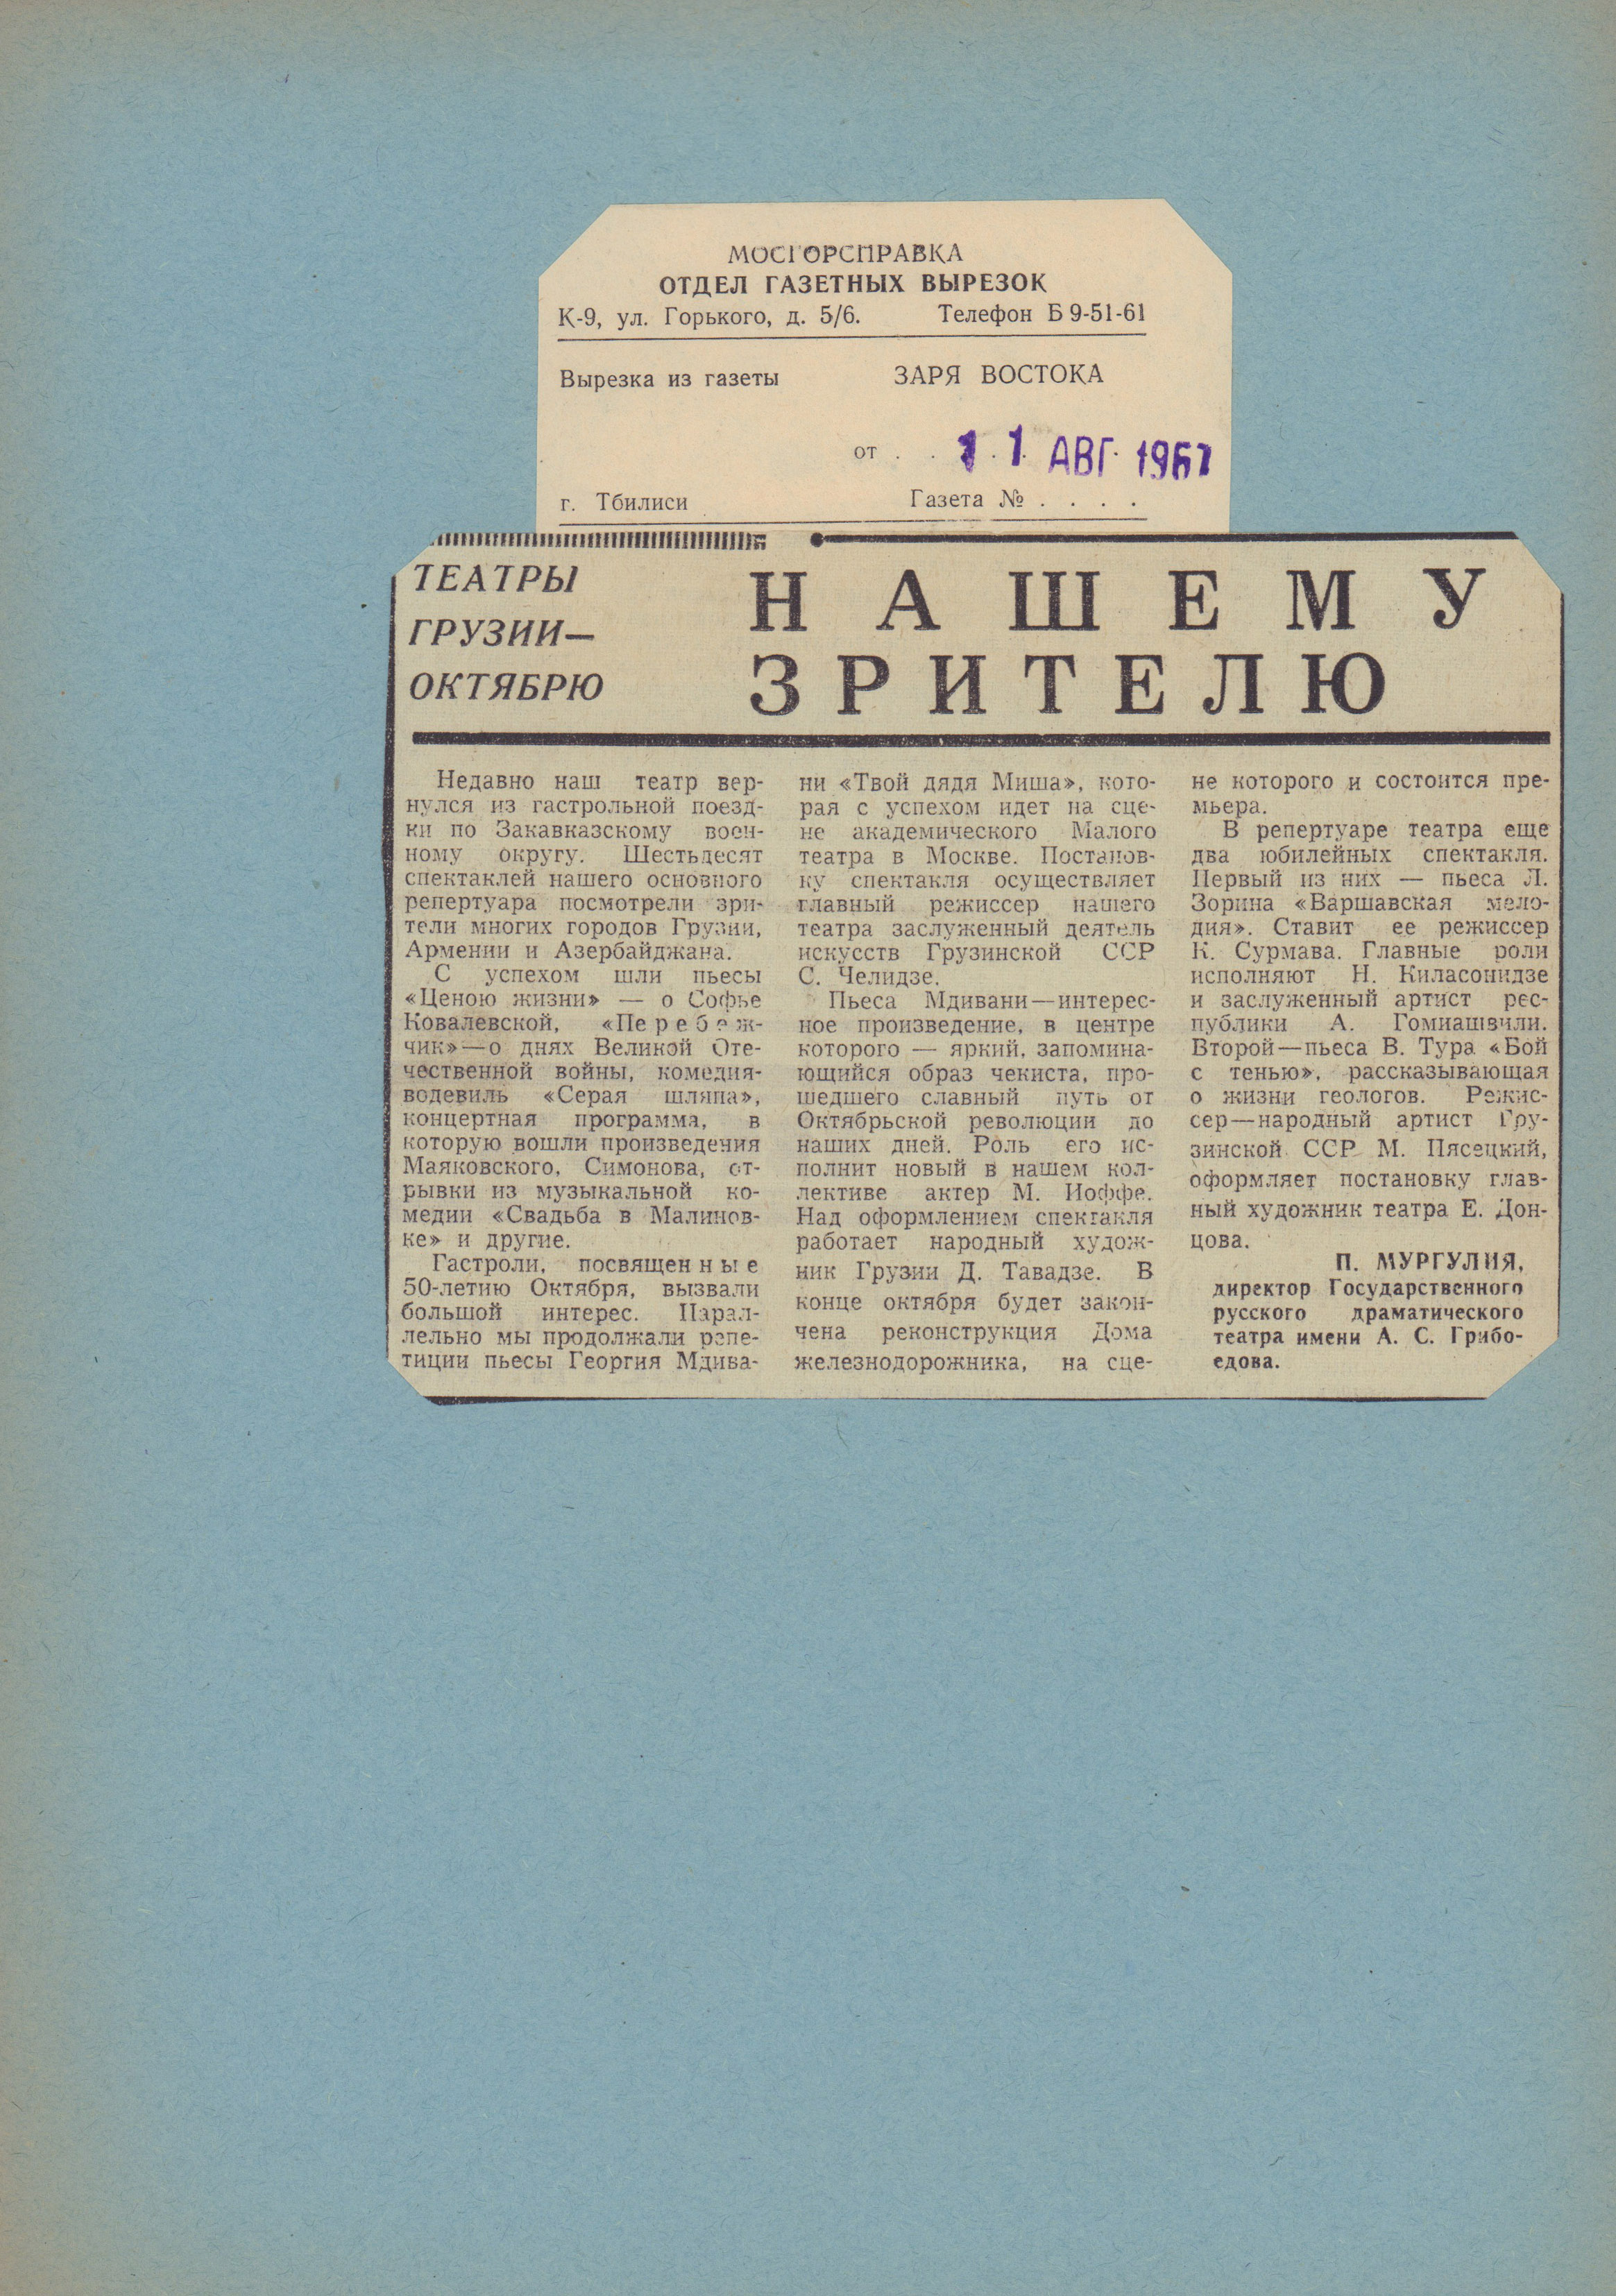 МОСГОРСПРАВКА
ОТДЕЛ ГАЗЕТНЫХ ВЫРЕЗОК
К-9, ул. Горького, д. 5/6. Телефон Б 9-51-61
Вырезка из газеты ЗАРЯ ВОСТОКА
от . . 11 АВГ 1967
г. Тбилиси Газета № . . . .
ТЕАТРЫ
ГРУЗИИ—
ОКТЯБРЮ
НАШЕМУ
ЗРИТЕЛЮ
Недавно наш театр вер-
нулся из гастрольной поезд-
ки по Закавказскому воен-
ному округу. Шестьдесят
спектаклей нашего основного
репертуара посмотрели зри-
тели многих городов Грузии,
Армении и Азербайджана.
С успехом шли пьесы
«Ценою жизни» — о Софье
Ковалевской, «Перебеж-
чик»—о днях Великой Оте-
чественной войны, комедия-
водевиль «Серая шляпа»,
концертная программа, в
которую вошли произведения
Маяковского, Симонова, от-
рывки из музыкальной ко-
медии «Свадьба в Малинов-
ке» и другие.
Гастроли, посвященные
50-летию Октября, вызвали
большой интерес. Парал-
лельно мы продолжали репе-
тиции пьесы Георгия Мдива-
ни «Твой дядя Миша», кото-
рая с успехом идет на сце-
не академического Малого
театра в Москве. Постанов-
ку спектакля осуществляет
главный режиссер нашего
театра заслуженный деятель
искусств Грузинской ССР
С. Челидзе.
Пьеса Мдивани—интерес-
ное произведение, в центре
которого — яркий, запомина-
ющийся образ чекиста, про-
шедшего славный путь от
Октябрьской революции до
наших дней. Роль его ис-
полнит новый в нашем кол-
лективе актер М. Иоффе.
Над оформлением спектакля
работает народный худож-
ник Грузии Д. Тавадзе. В
конце октября будет закон-
чена реконструкция Дома
железнодорожника, на сце-
не которого и состоится пре-
мьера.
В репертуаре театра еще
два юбилейных спектакля.
Первый из них — пьеса Л.
Зорина «Варшавская мело-
дия». Ставит ее режиссер
К. Сурмава. Главные роли
исполняют Н. Киласонидзе
и заслуженный артист рес-
публики А. Гомиашвили.
Второй—пьеса В. Тура «Бой
с тенью», рассказывающая
о жизни геологов. Режис-
сер—народный артист Гру-
зинской ССР М. Пясецкий,
оформляет постановку глав-
ный художник театра Е. Дон-
цова.
П. МУРГУЛИЯ,
директор Государственного
русского драматического
театра имени А. С. Грибо-
едова.